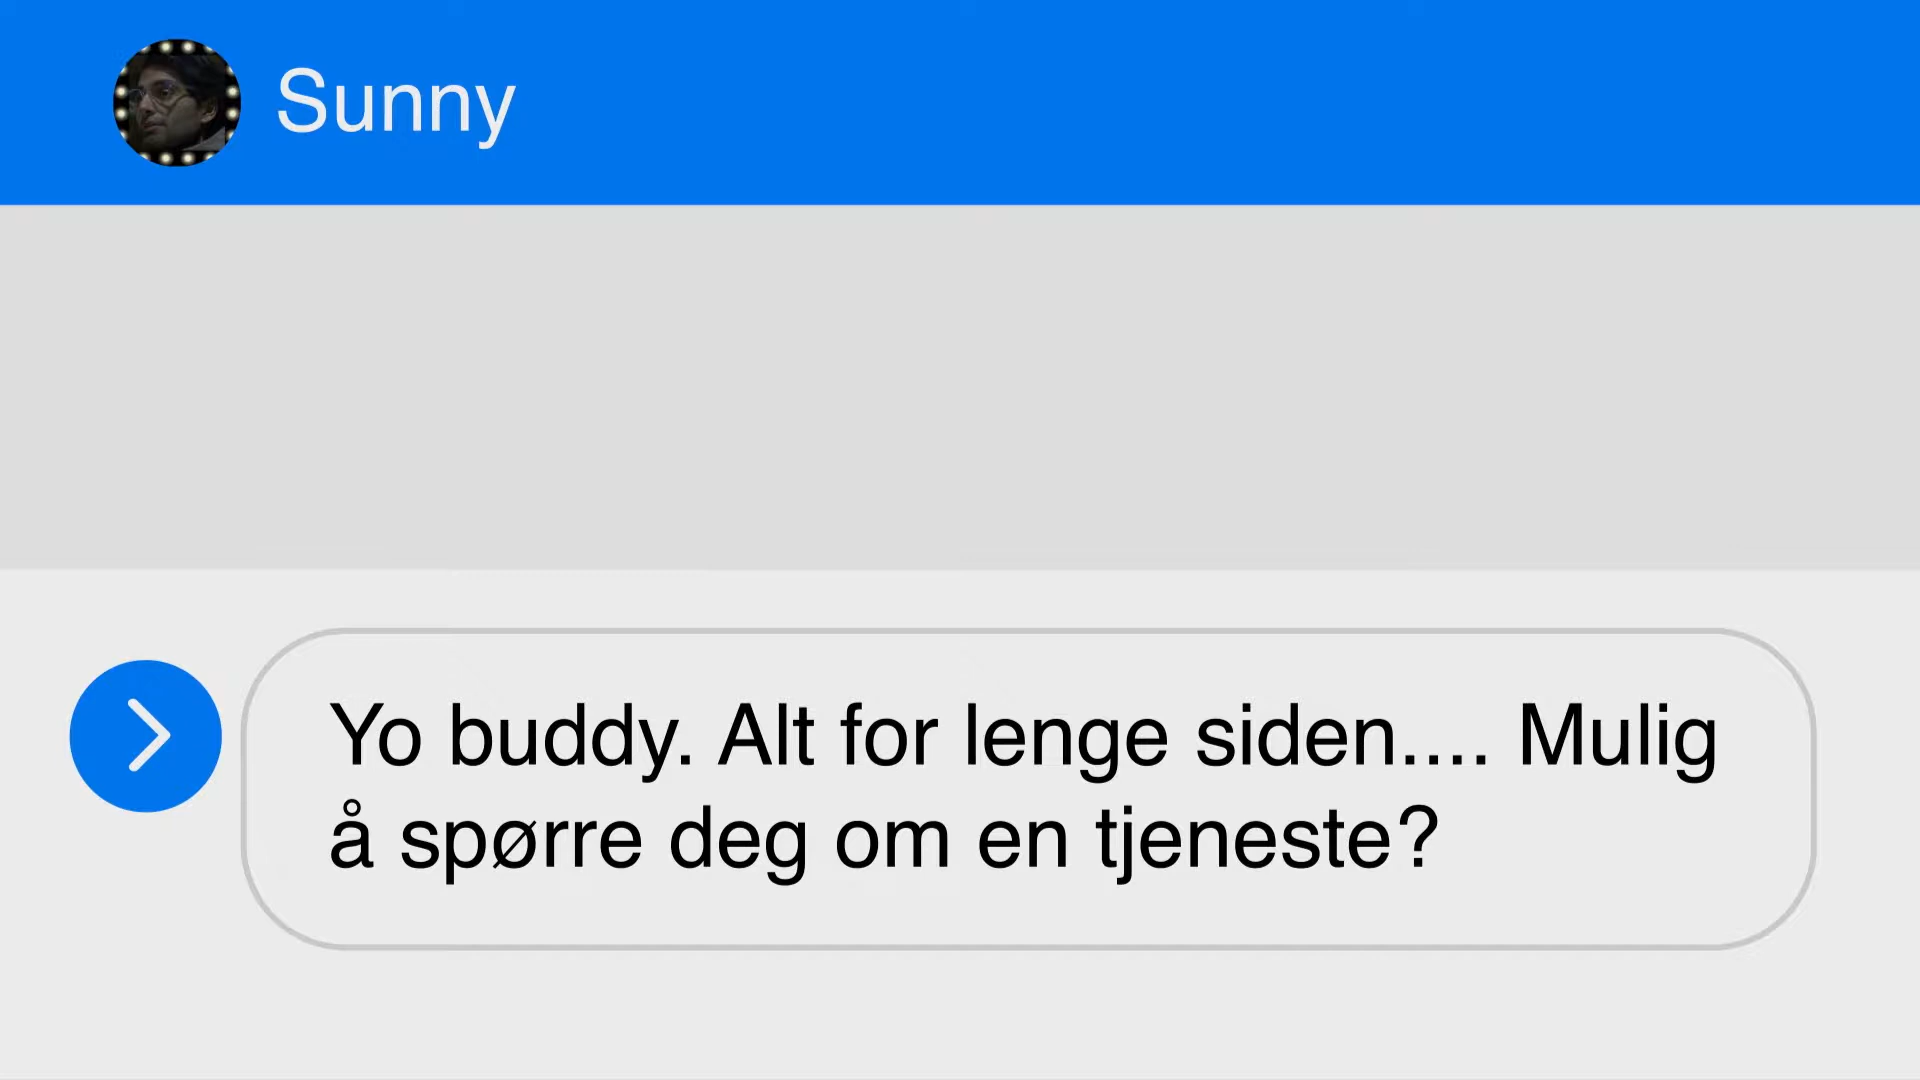 Sunny
Yo buddy. Alt for lenge siden.... Mulig
å spørre deg om en tjeneste?